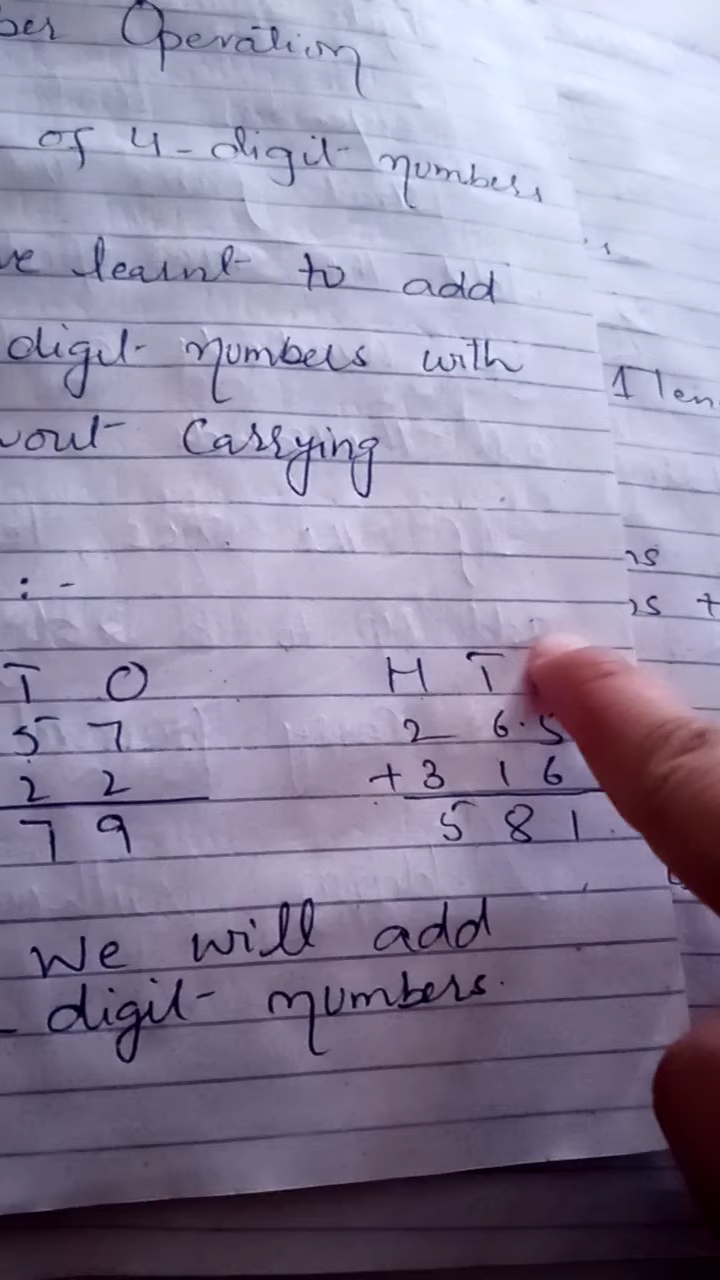 Operation
of 4-digit numbers
learnt to add
digit numbers with
out Carrying
: -
T O
5 7
2 2
7 9
H T
2 6 5
+ 3 1 6
5 8 1
We will add
- digit numbers.